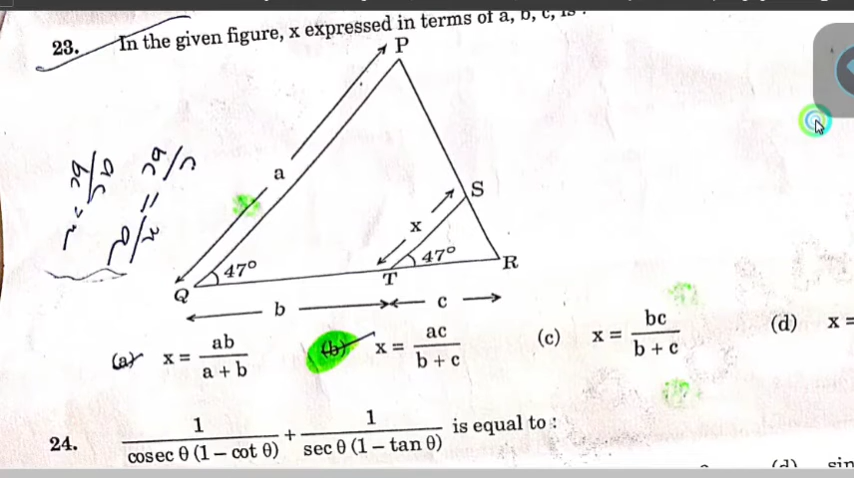 23. In the given figure, x expressed in terms of a, b, c, is :
P
a
S
x
47°
47°
R
Q
T
b
c
(a) x = ab / (a + b)
(b) x = ac / (b + c)
(c) x = bc / (b + c)
(d) x =
24. 1 / (cosec θ (1 – cot θ)) + 1 / (sec θ (1 – tan θ)) is equal to :
(d) sin